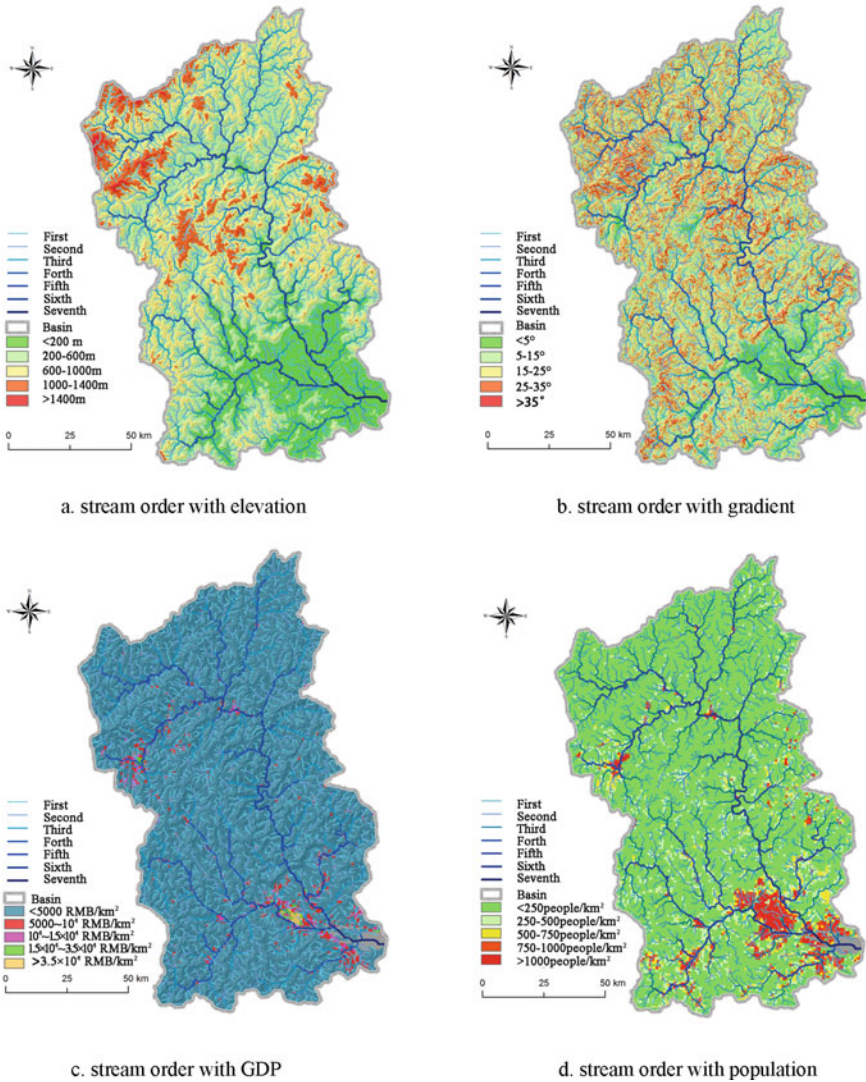 First
Second
Third
Forth
Fifth
Sixth
Seventh
Basin
<200 m
200-600m
600-1000m
1000-1400m
>1400m
0 25 50 km
a. stream order with elevation
First
Second
Third
Forth
Fifth
Sixth
Seventh
Basin
<5°
5-15°
15-25°
25-35°
>35°
0 25 50 km
b. stream order with gradient
First
Second
Third
Forth
Fifth
Sixth
Seventh
Basin
<5000 RMB/km²
5000~10⁴ RMB/km²
10⁴~1.5×10⁴ RMB/km²
1.5×10⁴~3.5×10⁴ RMB/km²
>3.5×10⁴ RMB/km²
0 25 50 km
c. stream order with GDP
First
Second
Third
Forth
Fifth
Sixth
Seventh
Basin
<250people/km²
250-500people/km²
500-750people/km²
750-1000people/km²
>1000people/km²
0 25 50 km
d. stream order with population